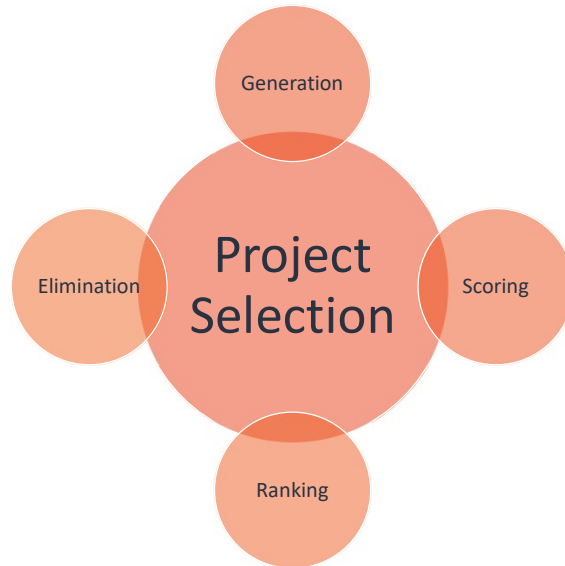 Generation
Project
Selection
Elimination
Scoring
Ranking